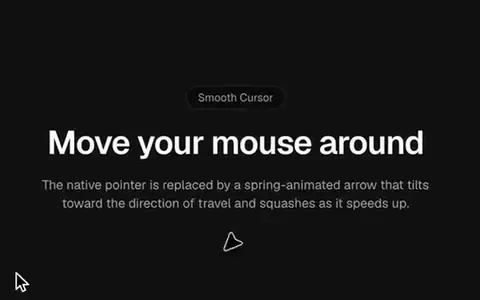 Smooth Cursor
Move your mouse around
The native pointer is replaced by a spring-animated arrow that tilts
toward the direction of travel and squashes as it speeds up.